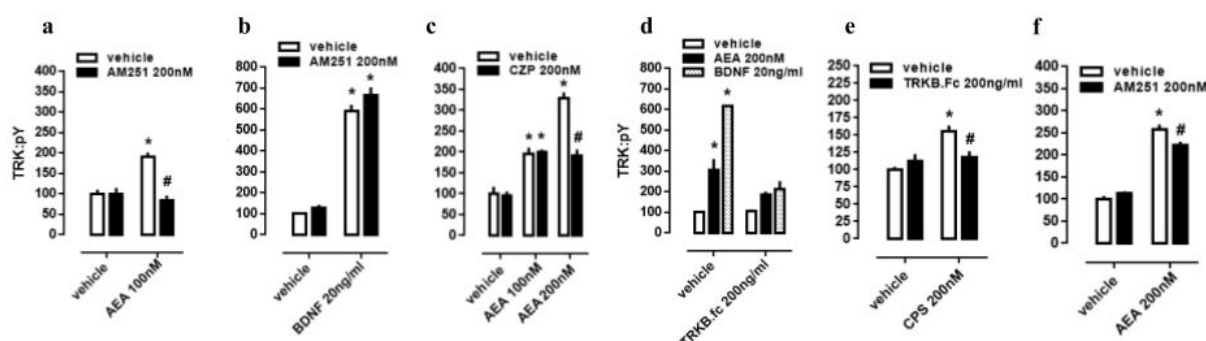 a
vehicle
AM251 200nM
TRK:pY
400
350
300
250
200
150
100
50
0
*
#
vehicle
AEA 100nM
b
vehicle
AM251 200nM
800
700
600
500
400
300
200
100
0
* *
vehicle
BDNF 20ng/ml
c
vehicle
CZP 200nM
400
350
300
250
200
150
100
50
0
* *
*
#
vehicle
AEA 100nM
AEA 200nM
d
vehicle
AEA 200nM
BDNF 20ng/ml
TRK:pY
800
600
400
300
200
100
0
*
*
vehicle
TRKB.fc 200ng/ml
e
vehicle
TRKB.Fc 200ng/ml
250
225
200
175
150
125
100
75
50
25
0
*
#
vehicle
CPS 200nM
f
vehicle
AM251 200nM
400
350
300
250
200
150
100
50
0
*
#
vehicle
AEA 200nM